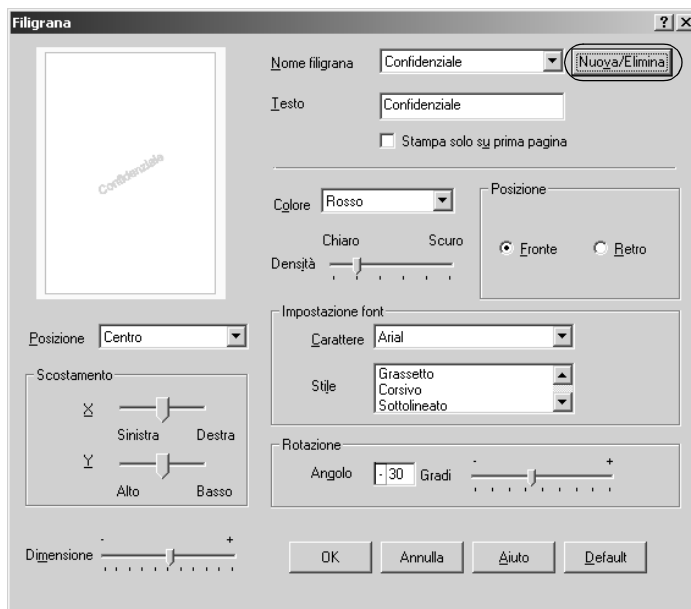 Filigrana
Confidenziale
Nome filigrana Confidenziale Nuova/Elimina
Testo Confidenziale
Stampa solo su prima pagina
Colore Rosso
Chiaro Scuro
Densità
Posizione
Fronte Retro
Posizione Centro
Scostamento
X
Sinistra Destra
Y
Alto Basso
Dimensione - +
Impostazione font
Carattere Arial
Stile
Grassetto
Corsivo
Sottolineato
Rotazione
Angolo - 30 Gradi - +
OK Annulla Aiuto Default